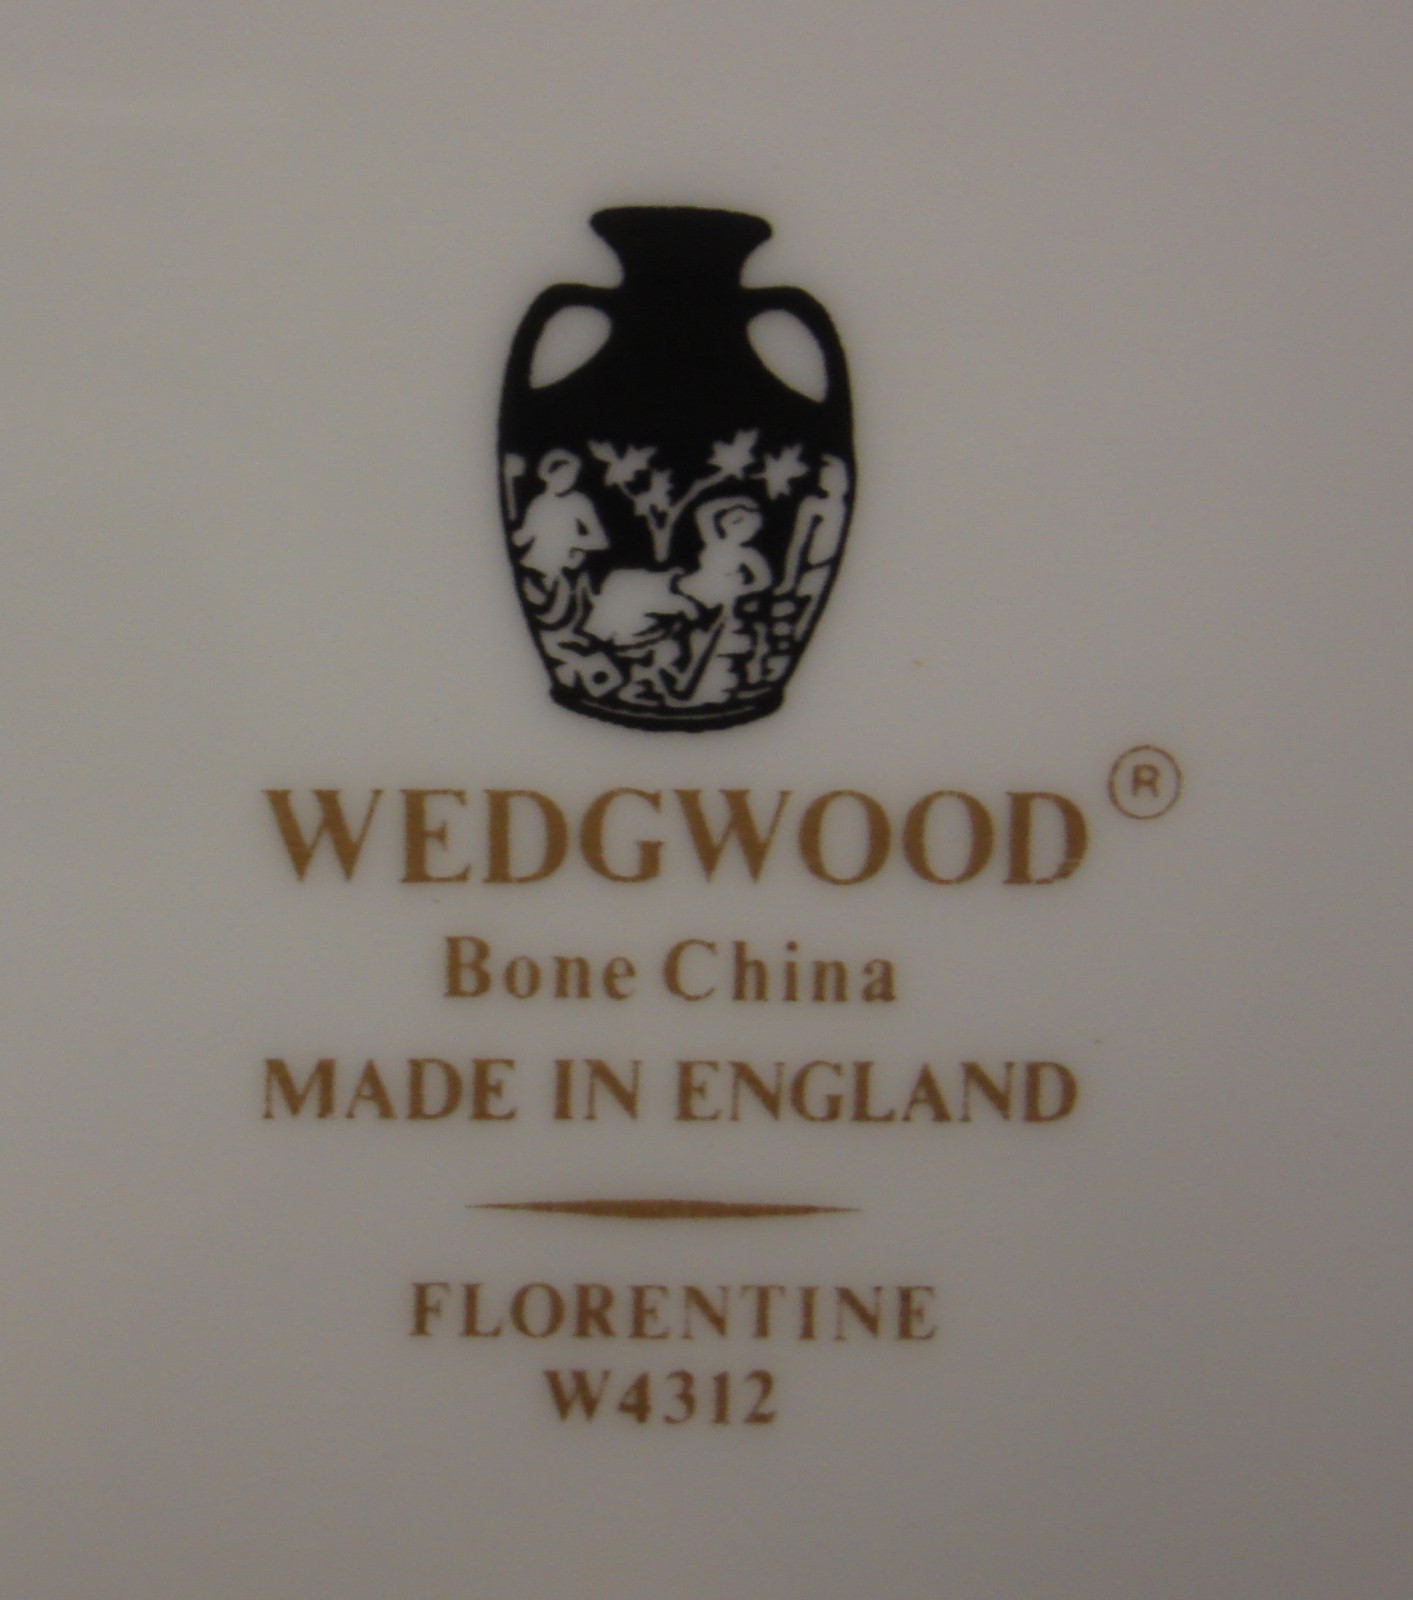 WEDGWOOD®
Bone China
MADE IN ENGLAND
FLORENTINE
W4312